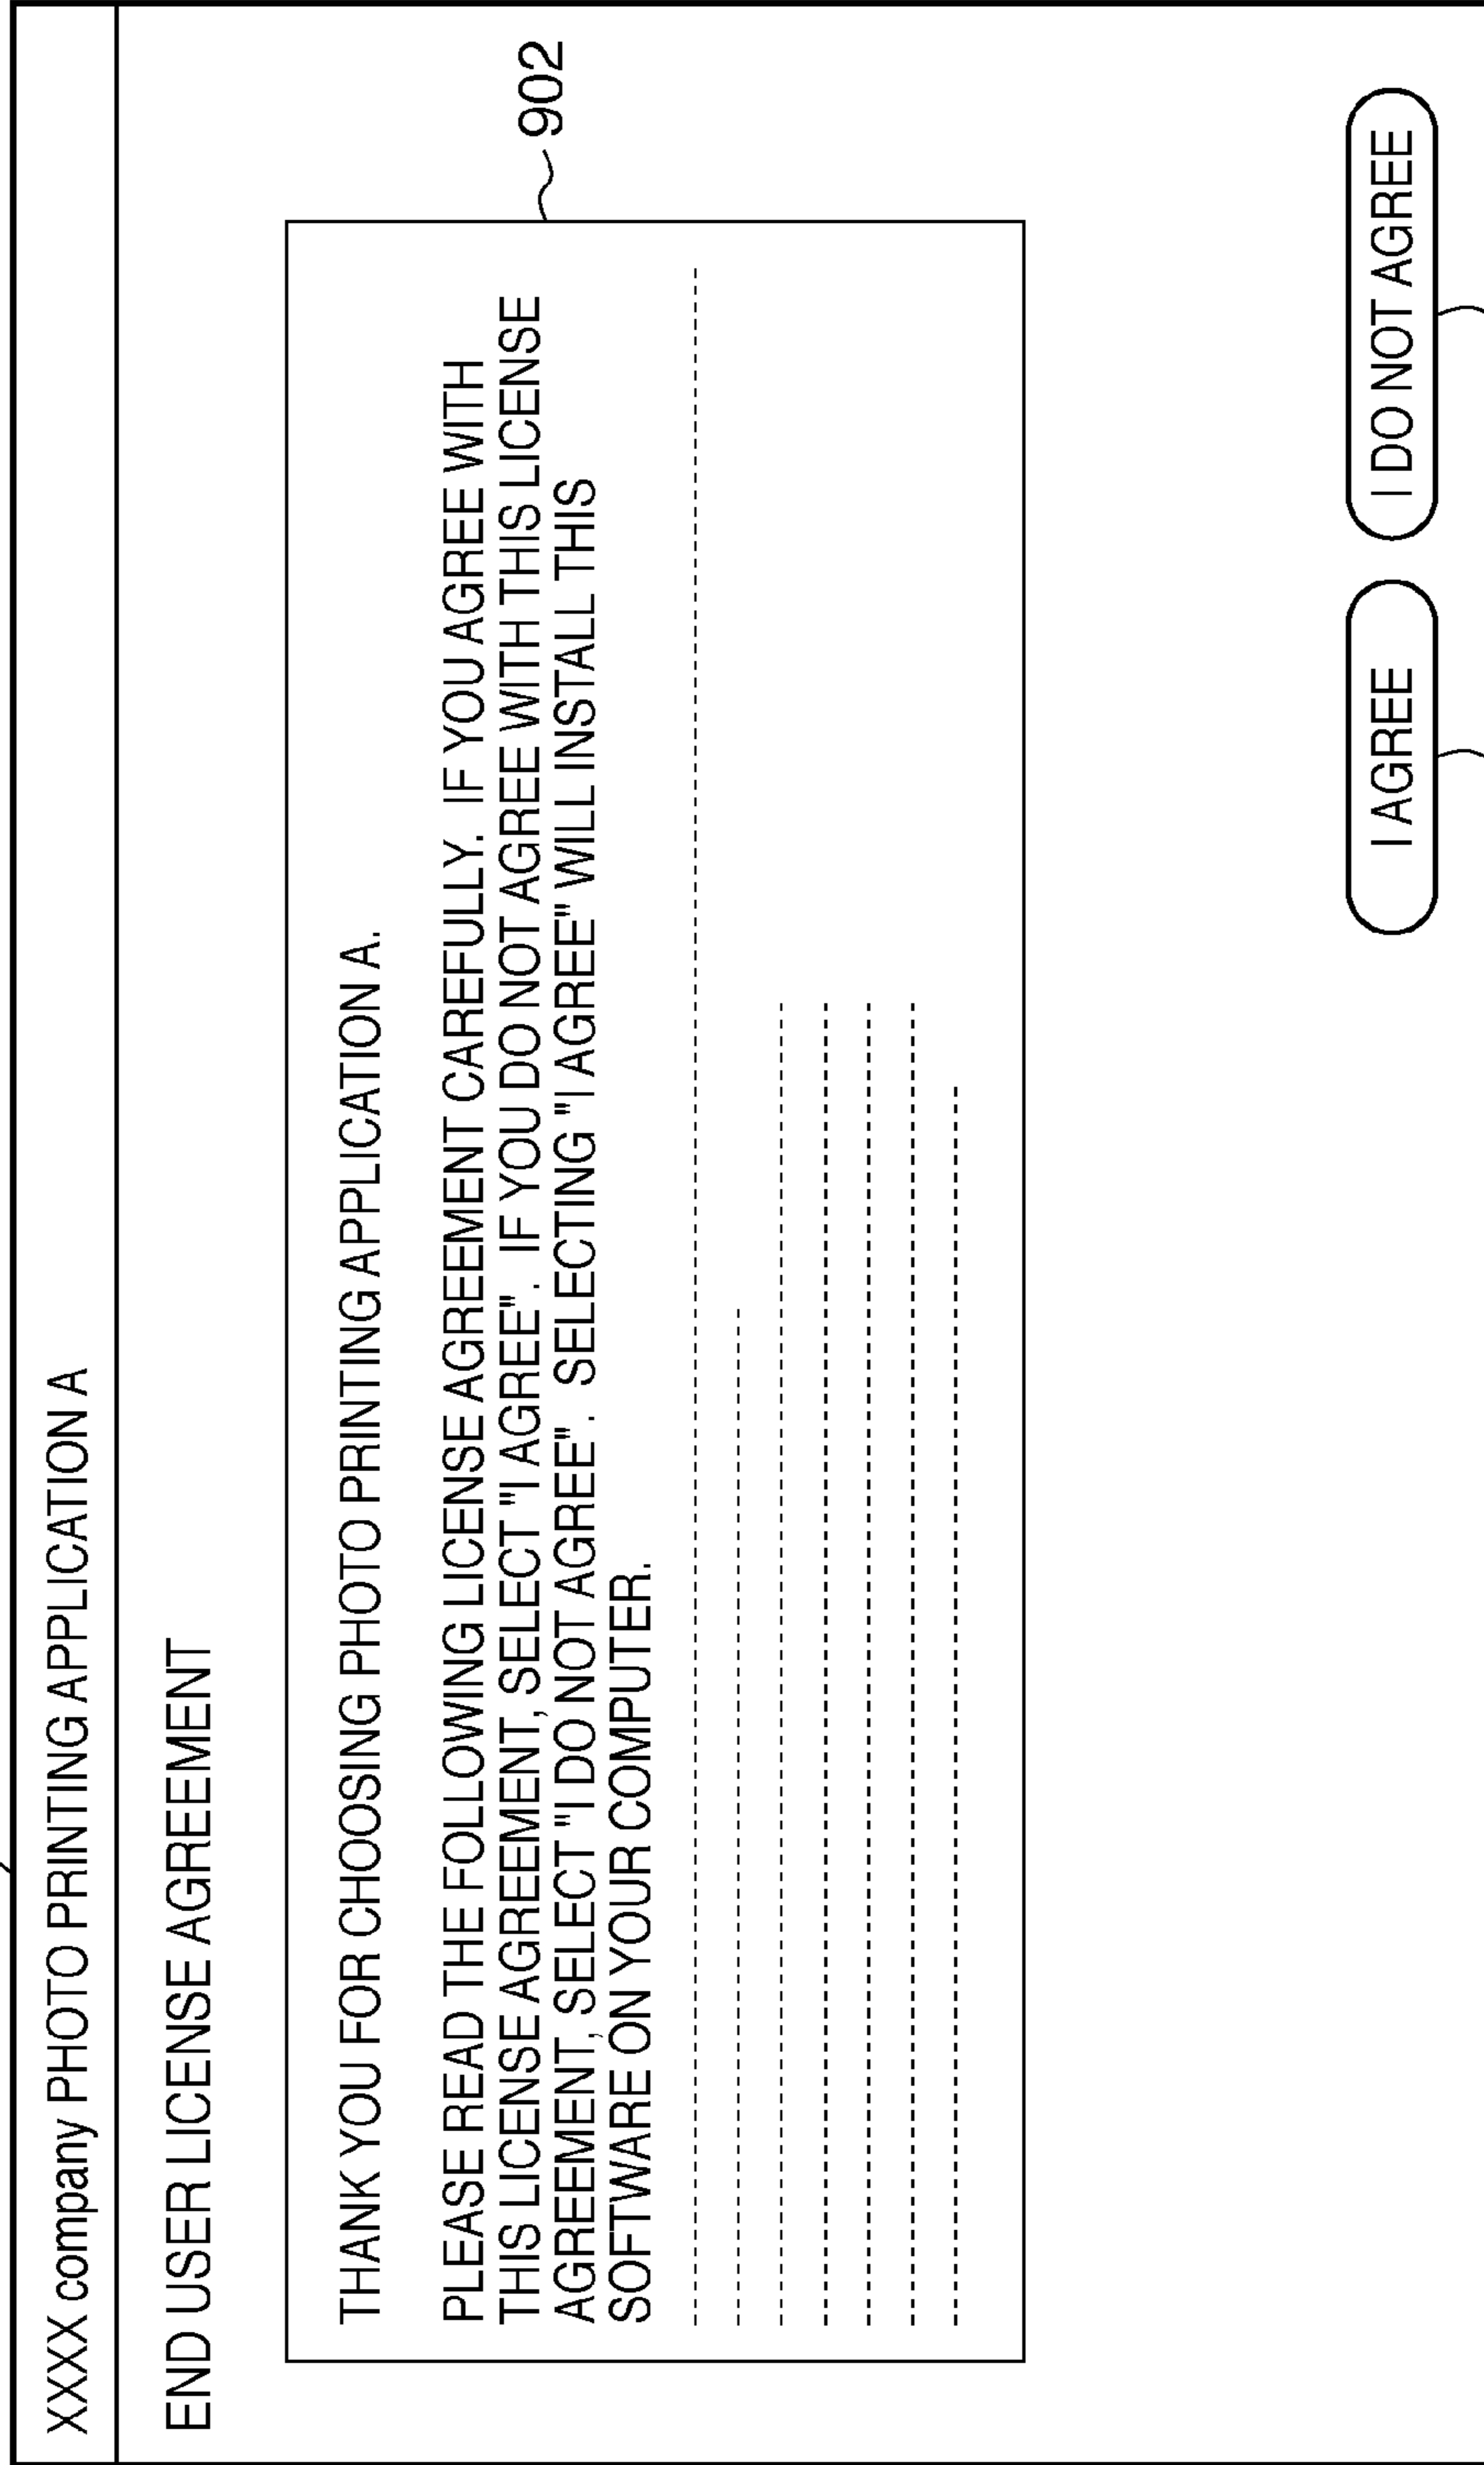 XXXX company PHOTO PRINTING APPLICATION A
END USER LICENSE AGREEMENT
902
THANK YOU FOR CHOOSING PHOTO PRINTING APPLICATION A.
PLEASE READ THE FOLLOWING LICENSE AGREEMENT CAREFULLY. IF YOU AGREE WITH
THIS LICENSE AGREEMENT, SELECT "I AGREE". IF YOU DO NOT AGREE WITH THIS LICENSE
AGREEMENT, SELECT "I DO NOT AGREE". SELECTING "I AGREE" WILL INSTALL THIS
SOFTWARE ON YOUR COMPUTER.
I AGREE
I DO NOT AGREE